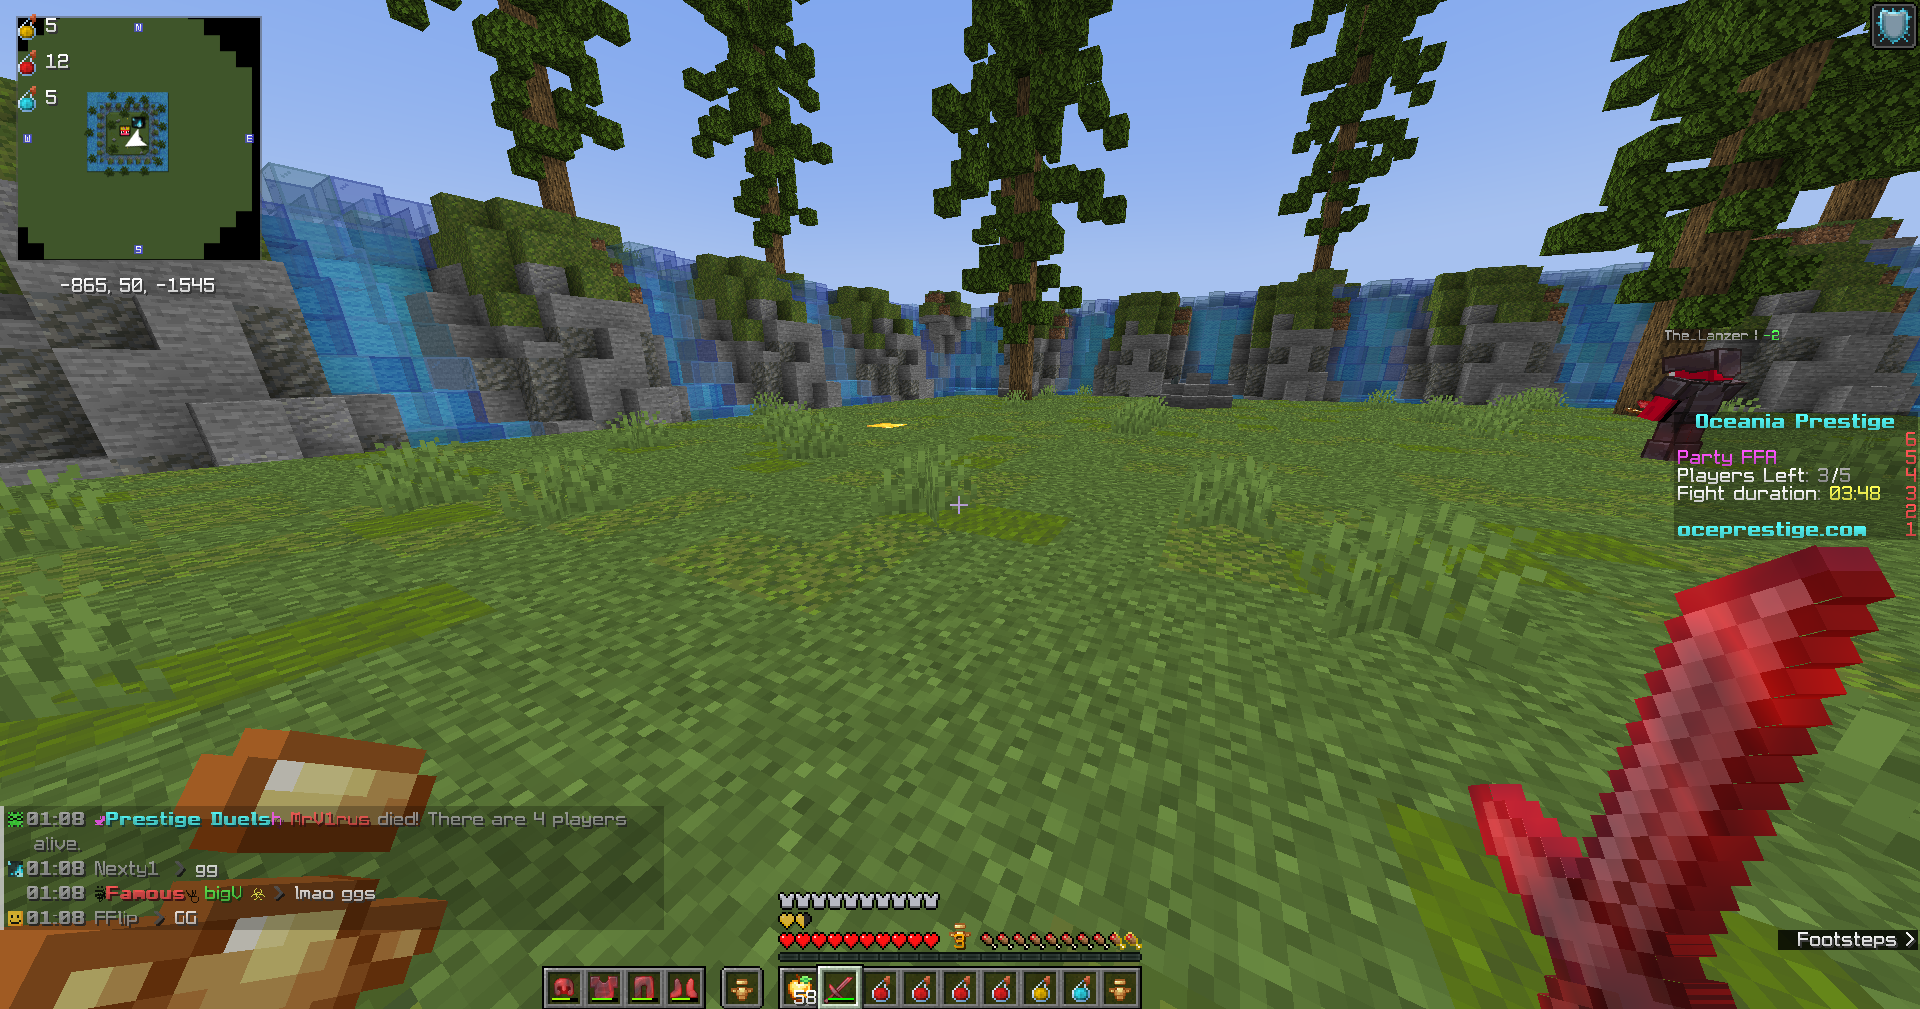 5
N
12
5
W
E
S
-865, 50, -1545
The_Lanzer | -2
Oceania Prestige
6
Party FFA 5
Players Left: 3/5 4
Fight duration: 03:48 3
2
oceprestige.com 1
01:08 Prestige Duels MrV1rus died! There are 4 players
alive.
01:08 Nexty1 > gg
01:08 Famous bigV > lmao ggs
01:08 FFlip > GG
Footsteps >
3
58